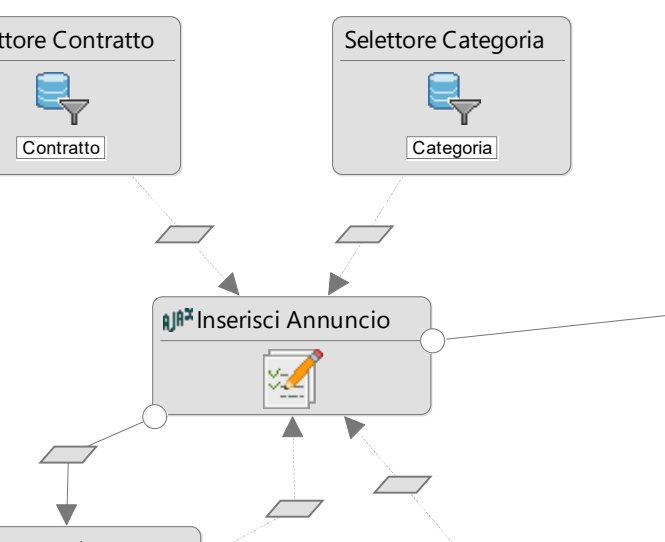 ttore Contratto
Selettore Categoria
Contratto
Categoria
AJAX Inserisci Annuncio